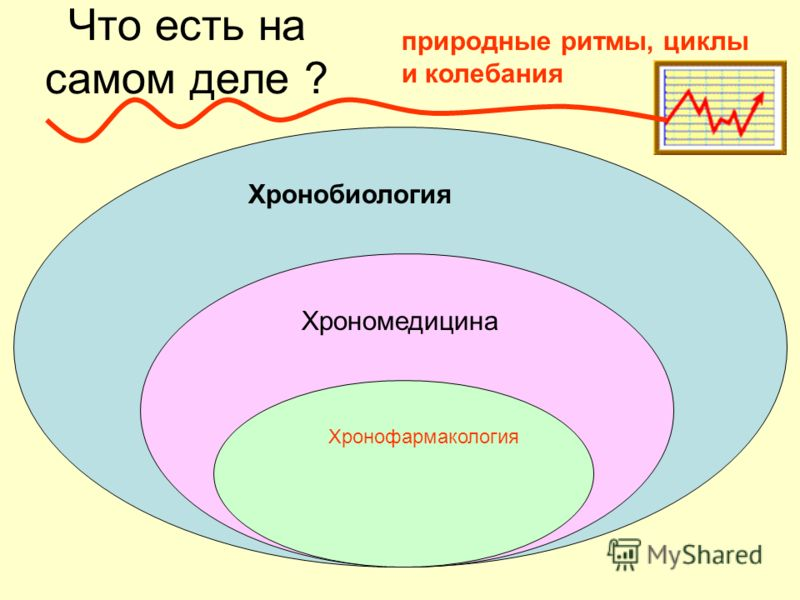 Что есть на
самом деле ?
природные ритмы, циклы
и колебания
Хронобиология
Хрономедицина
Хронофармакология
MyShared